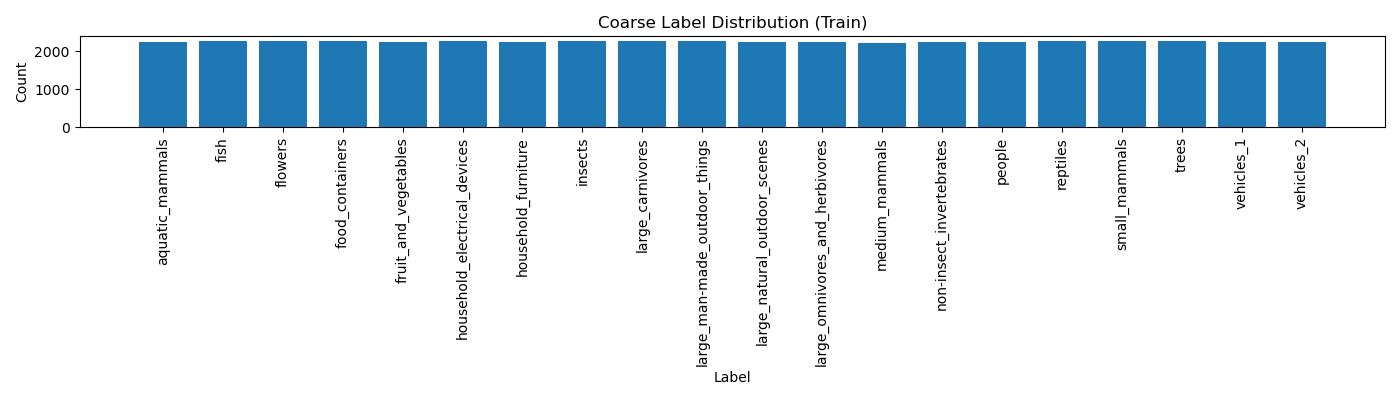 Coarse Label Distribution (Train)
Count
2000
1000
0
aquatic_mammals
fish
flowers
food_containers
fruit_and_vegetables
household_electrical_devices
household_furniture
insects
large_carnivores
large_man-made_outdoor_things
large_natural_outdoor_scenes
large_omnivores_and_herbivores
medium_mammals
non-insect_invertebrates
people
reptiles
small_mammals
trees
vehicles_1
vehicles_2
Label